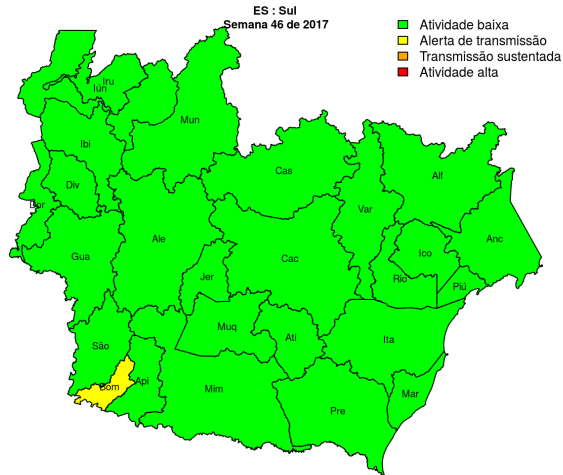 ES : Sul
Semana 46 de 2017
Atividade baixa
Alerta de transmissão
Transmissão sustentada
Atividade alta
Iru
Iún
Mun
Ibi
Cas
Alf
Div
Dor
Var
Ale
Anc
Ico
Gua
Cac
Jer
Rio
Piú
Muq
Ati
Ita
São
Bom
Api
Mim
Mar
Pre